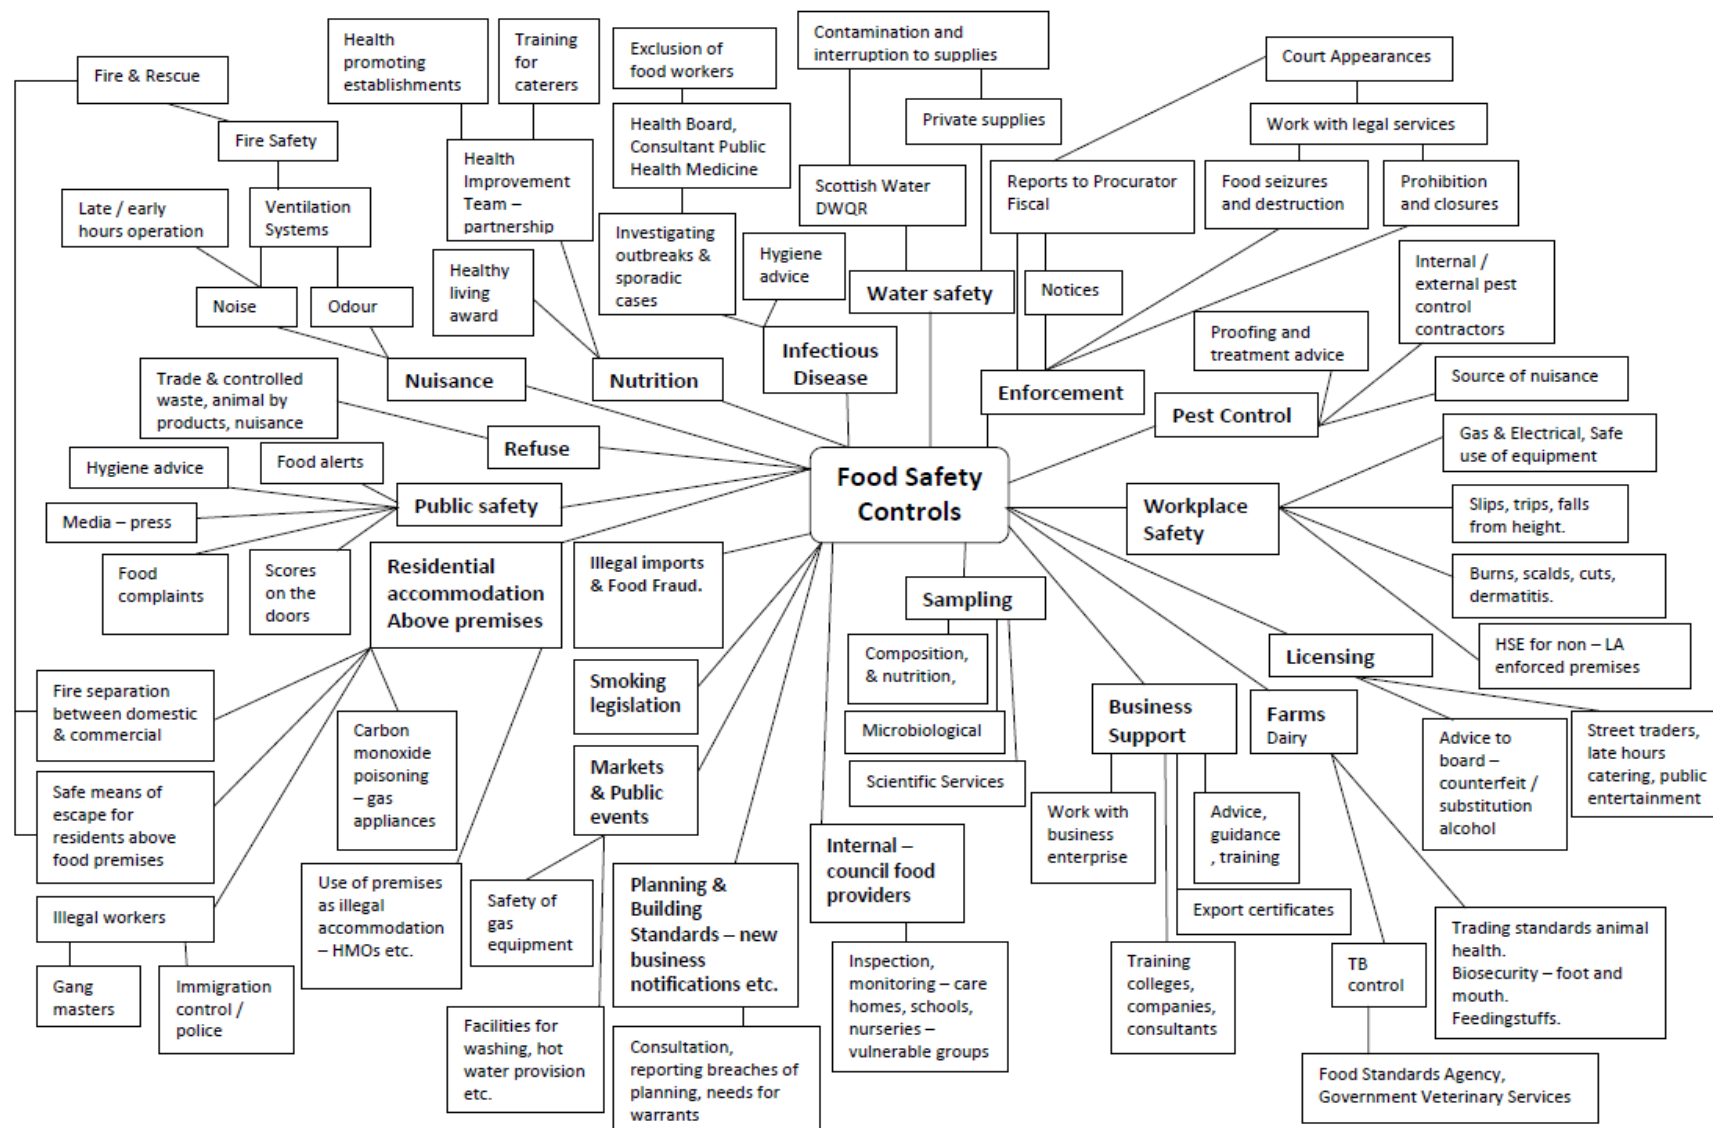 Health
promoting
establishments
Training
for
caterers
Exclusion of
food workers
Contamination and
interruption to supplies
Court Appearances
Fire & Rescue
Fire Safety
Health Board,
Consultant Public
Health Medicine
Private supplies
Work with legal services
Health
Improvement
Team –
partnership
Scottish Water
DWQR
Reports to Procurator
Fiscal
Food seizures
and destruction
Prohibition
and closures
Late / early
hours operation
Ventilation
Systems
Investigating
outbreaks &
sporadic
cases
Hygiene
advice
Healthy
living
award
Water safety
Notices
Internal /
external pest
control
contractors
Noise
Odour
Proofing and
treatment advice
Infectious
Disease
Nuisance
Nutrition
Enforcement
Pest Control
Source of nuisance
Trade & controlled
waste, animal by
products, nuisance
Refuse
Gas & Electrical, Safe
use of equipment
Hygiene advice
Food alerts
Food Safety
Controls
Public safety
Workplace
Safety
Slips, trips, falls
from height.
Media – press
Food
complaints
Scores
on the
doors
Residential
accommodation
Above premises
Illegal imports
& Food Fraud.
Sampling
Burns, scalds, cuts,
dermatitis.
HSE for non – LA
enforced premises
Licensing
Composition,
& nutrition,
Smoking
legislation
Microbiological
Scientific Services
Business
Support
Farms
Dairy
Advice to
board –
counterfeit /
substitution
alcohol
Street traders,
late hours
catering, public
entertainment
Fire separation
between domestic
& commercial
Carbon
monoxide
poisoning
– gas
appliances
Markets
& Public
events
Safe means of
escape for
residents above
food premises
Work with
business
enterprise
Advice,
guidance
, training
Internal –
council food
providers
Use of premises
as illegal
accommodation
– HMOs etc.
Safety of
gas
equipment
Planning &
Building
Standards – new
business
notifications etc.
Export certificates
Illegal workers
Trading standards animal
health.
Biosecurity – foot and
mouth.
Feedingstuffs.
Gang
masters
Immigration
control /
police
Inspection,
monitoring – care
homes, schools,
nurseries –
vulnerable groups
Training
colleges,
companies,
consultants
TB
control
Facilities for
washing, hot
water provision
etc.
Consultation,
reporting breaches of
planning, needs for
warrants
Food Standards Agency,
Government Veterinary Services